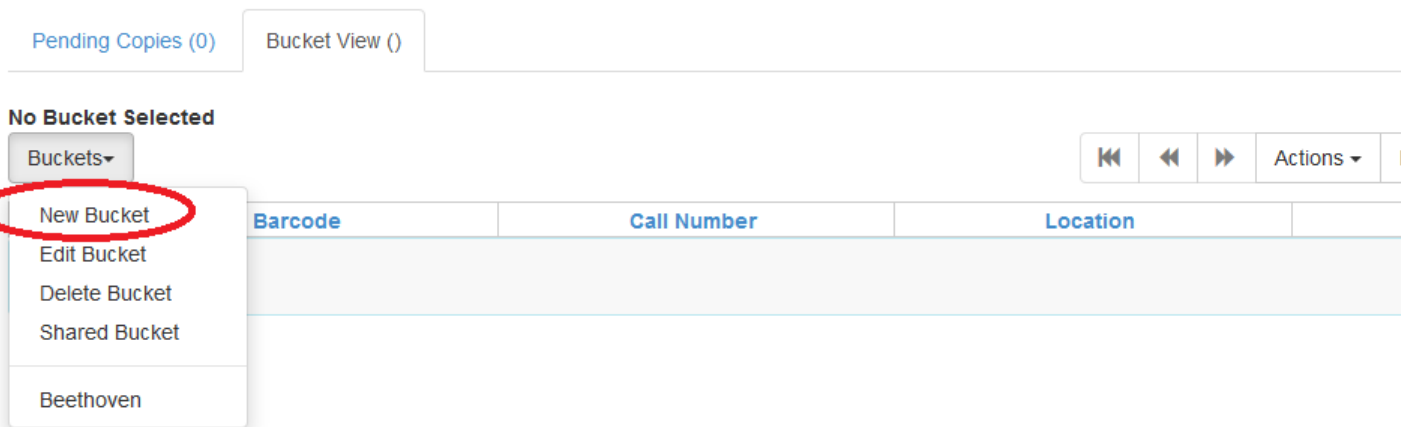 Pending Copies (0) Bucket View ()
No Bucket Selected
Buckets
Actions
New Bucket
Barcode Call Number Location
Edit Bucket
Delete Bucket
Shared Bucket
Beethoven